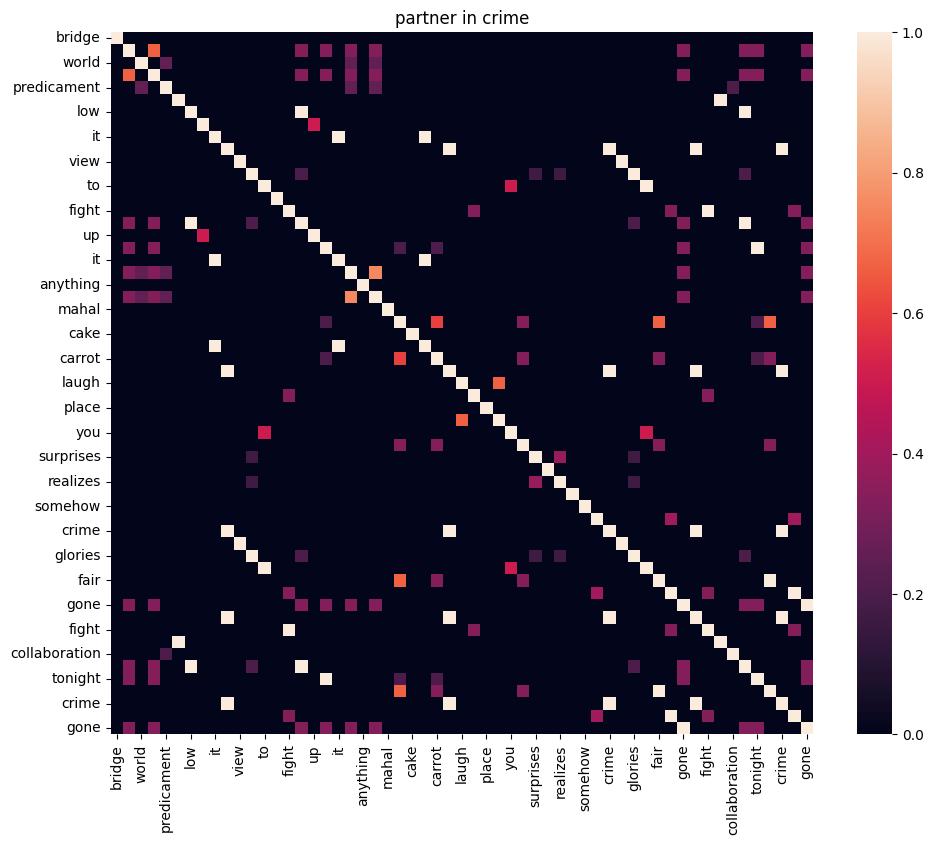 partner in crime
bridge
world
predicament
low
it
view
to
fight
up
it
anything
mahal
cake
carrot
laugh
place
you
surprises
realizes
somehow
crime
glories
fair
gone
fight
collaboration
tonight
crime
gone
1.0
0.8
0.6
0.4
0.2
0.0
bridge
world
predicament
low
it
view
to
fight
up
it
anything
mahal
cake
carrot
laugh
place
you
surprises
realizes
somehow
crime
glories
fair
gone
fight
collaboration
tonight
crime
gone